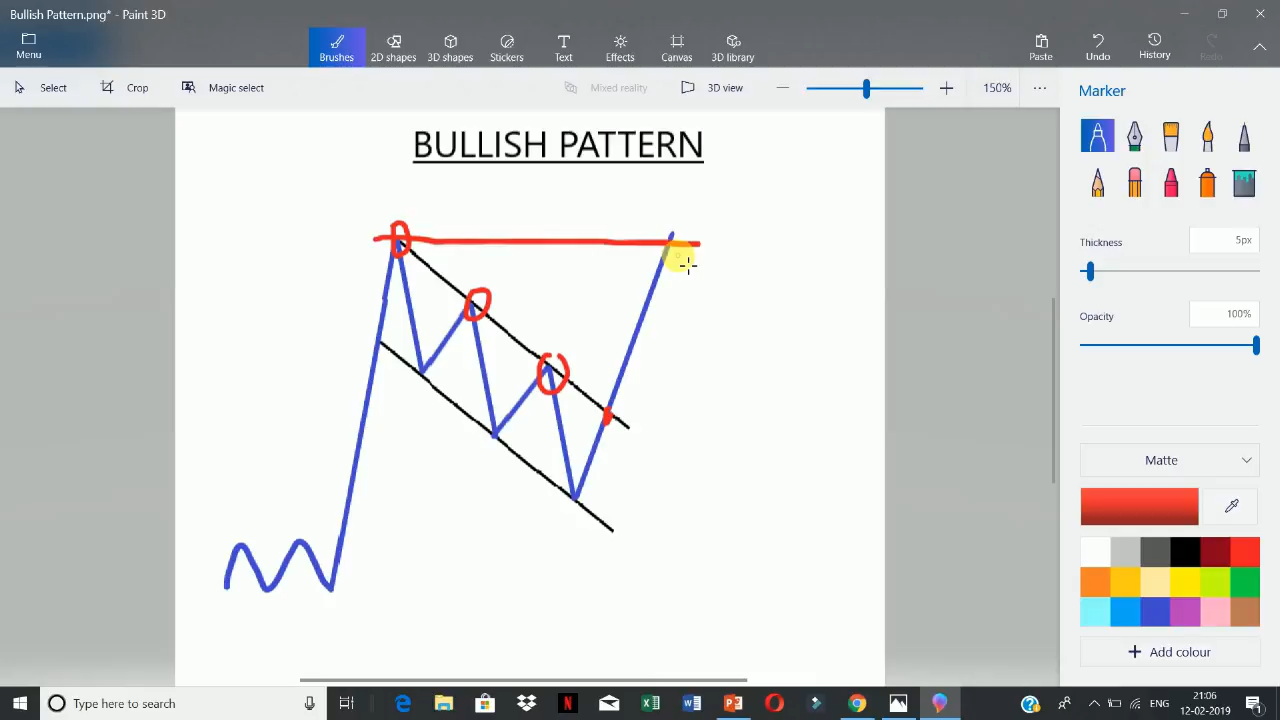 Bullish Pattern.png* - Paint 3D
Menu
Brushes
2D shapes
3D shapes
Stickers
Text
Effects
Canvas
3D library
Paste
Undo
History
Redo
Select
Crop
Magic select
Mixed reality
3D view
150%
Marker
BULLISH PATTERN
Thickness
5px
Opacity
100%
Matte
Add colour
Type here to search
ENG
21:06
12-02-2019